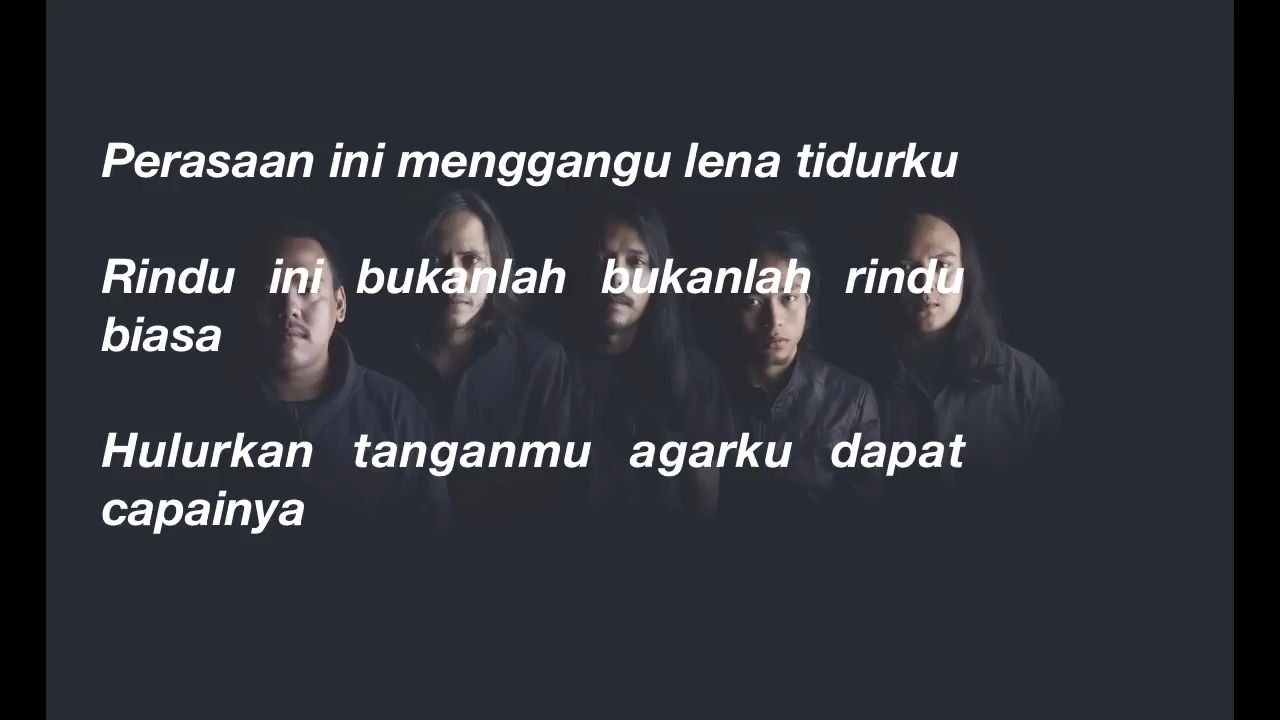 Perasaan ini menggangu lena tidurku
Rindu ini bukanlah bukanlah rindu
biasa
Hulurkan tanganmu agarku dapat
capainya